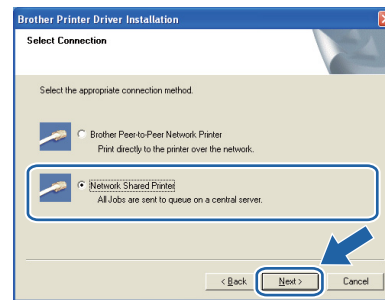 Brother Printer Driver Installation
Select Connection
Select the appropriate connection method.
Brother Peer-to-Peer Network Printer
Print directly to the printer over the network.
Network Shared Printer
All Jobs are sent to queue on a central server.
< Back Next > Cancel